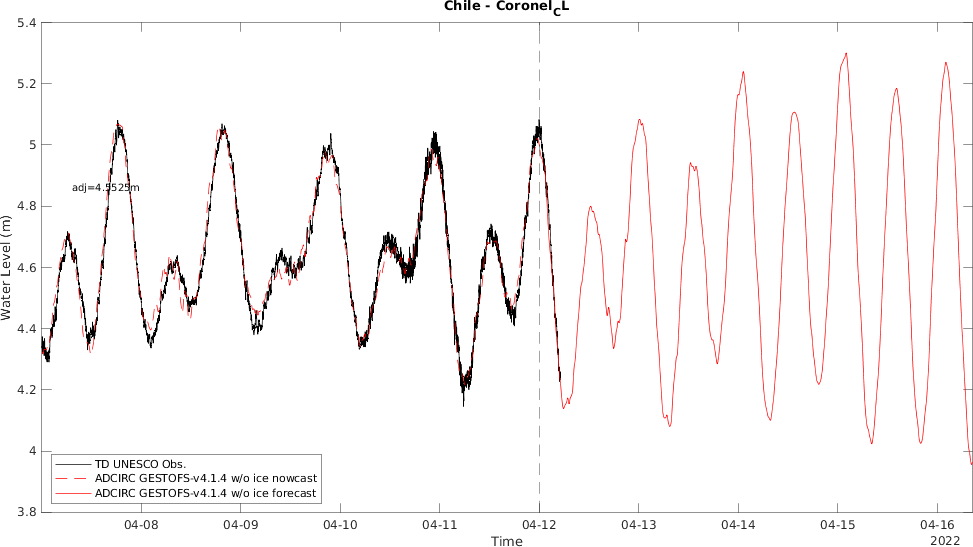 Chile - Coronel_CL
5.4
5.2
5
4.8
4.6
4.4
4.2
4
3.8
Water Level (m)
adj=4.5525m
TD UNESCO Obs.
ADCIRC GESTOFS-v4.1.4 w/o ice nowcast
ADCIRC GESTOFS-v4.1.4 w/o ice forecast
04-08 04-09 04-10 04-11 04-12 04-13 04-14 04-15 04-16
Time
2022